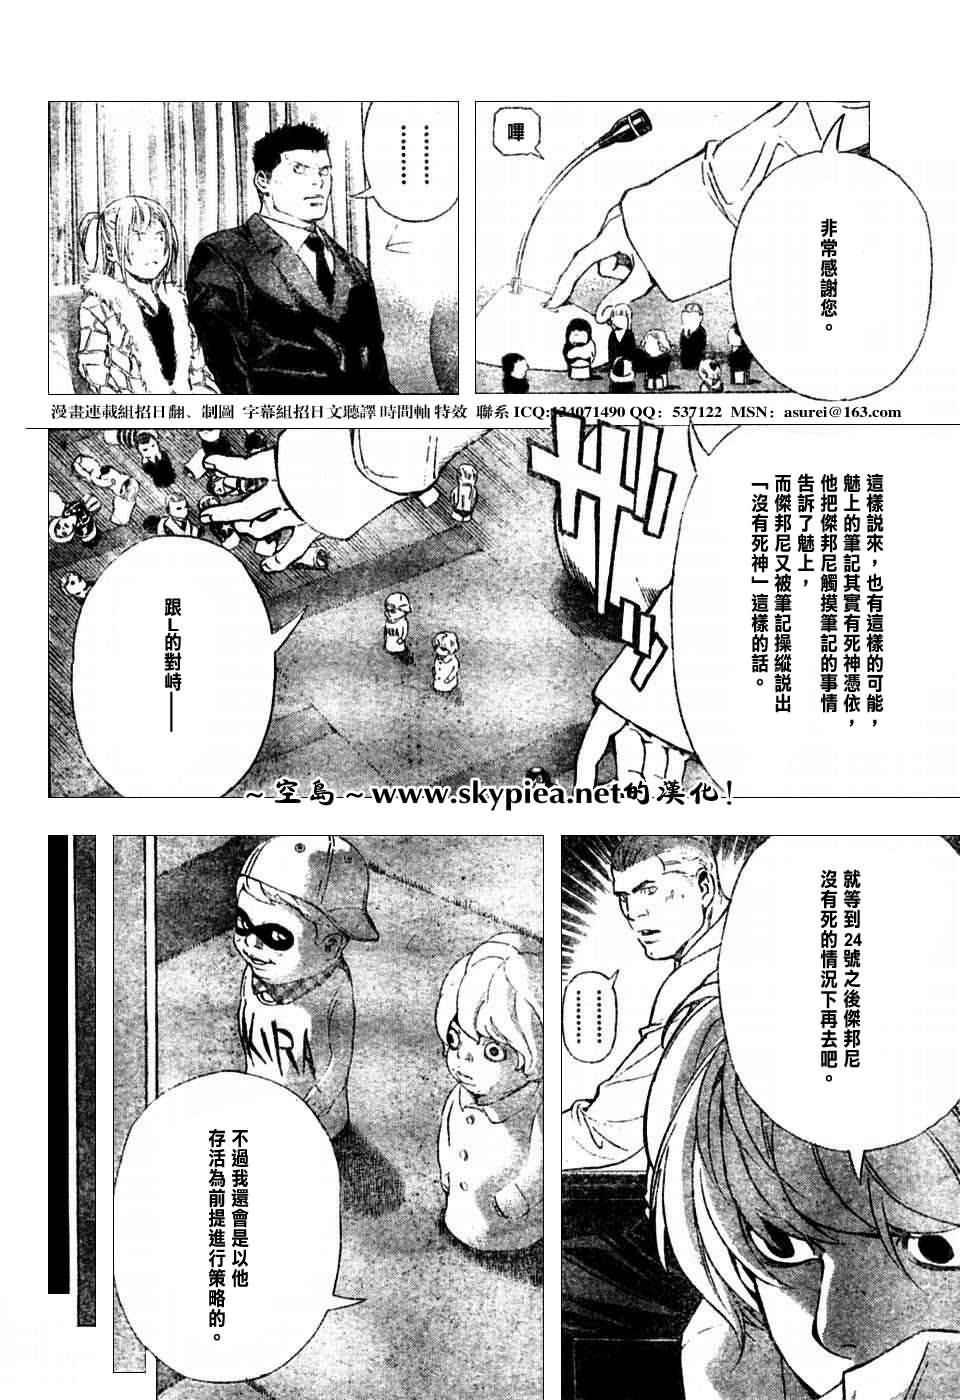 嗶
非常感謝您。
…………
漫畫連載組招日翻、制圖 字幕組招日文聽譯 時間軸 特效 聯系 ICQ:134071490 QQ：537122 MSN：asurei@163.com
這樣説來，也有這樣的可能，
魅上的筆記其實有死神憑依，
他把傑邦尼觸摸筆記的事情
告訴了魅上，
而傑邦尼又被筆記操縱説出
「沒有死神」這樣的話。
ザザ
跟L的對峙——
～空島～www.skypiea.net的漢化！
就等到24號之後傑邦尼
沒有死的情況下再去吧。
…………
KIRA
KIRA
不過我還會是以他
存活為前提進行策略的。